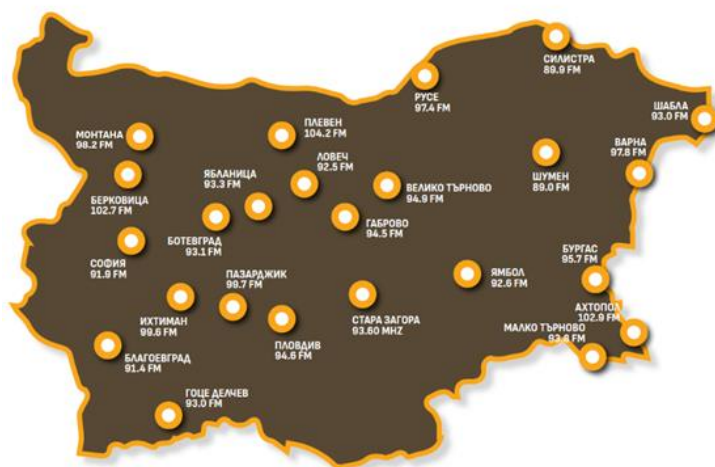 СИЛИСТРА
89.9 FM
РУСЕ
97.4 FM
ШАБЛА
93.0 FM
МОНТАНА
98.2 FM
ПЛЕВЕН
104.2 FM
ВАРНА
97.8 FM
ЛОВЕЧ
92.5 FM
ШУМЕН
89.0 FM
ЯБЛАНИЦА
93.3 FM
БЕРКОВИЦА
102.7 FM
ВЕЛИКО ТЪРНОВО
94.9 FM
ГАБРОВО
94.5 FM
БОТЕВГРАД
93.1 FM
БУРГАС
95.7 FM
СОФИЯ
91.9 FM
ПАЗАРДЖИК
99.7 FM
ЯМБОЛ
92.6 FM
ИХТИМАН
99.6 FM
СТАРА ЗАГОРА
93.60 MHZ
АХТОПОЛ
102.9 FM
МАЛКО ТЪРНОВО
93.6 FM
ПЛОВДИВ
94.6 FM
БЛАГОЕВГРАД
91.4 FM
ГОЦЕ ДЕЛЧЕВ
93.0 FM